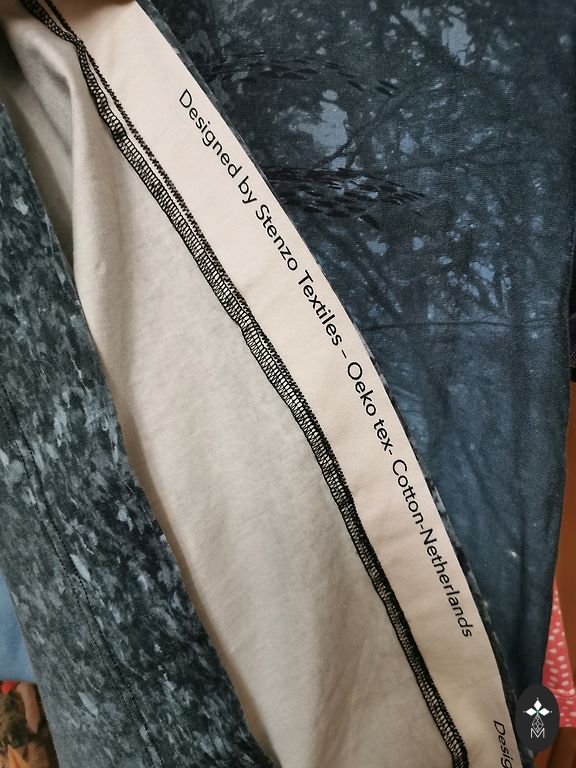 Designed by Stenzo Textiles - Oeko tex- Cotton-Netherlands
Desig